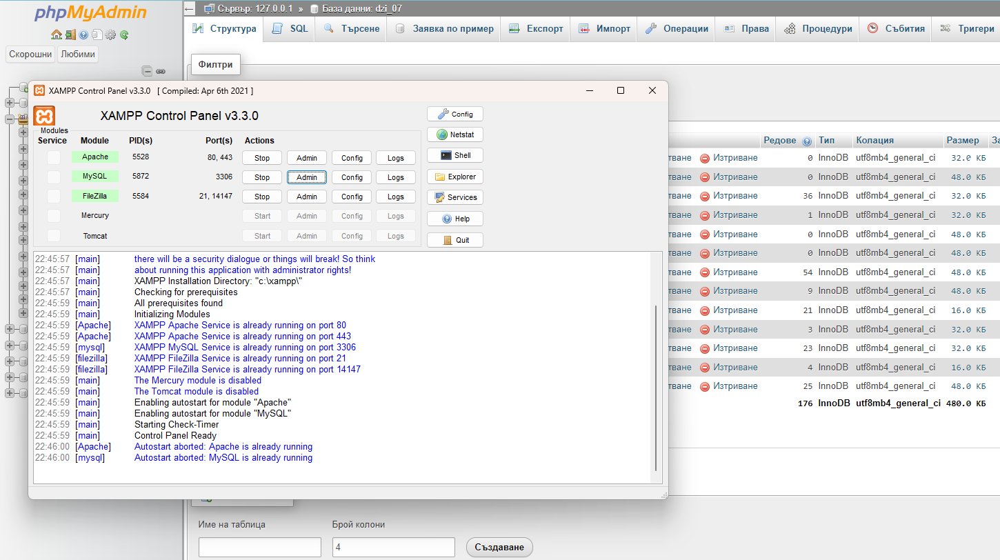 phpMyAdmin
Скорошни Любими
Сървър: 127.0.0.1 » База данни: dzi_07
Структура SQL Търсене Заявка по пример Експорт Импорт Операции Права Процедури Събития Тригери
Филтри
XAMPP Control Panel v3.3.0 [ Compiled: Apr 6th 2021 ]
XAMPP Control Panel v3.3.0
Modules
Service Module PID(s) Port(s) Actions
Apache 5528 80, 443 Stop Admin Config Logs
MySQL 5872 3306 Stop Admin Config Logs
FileZilla 5584 21, 14147 Stop Admin Config Logs
Mercury Start Admin Config Logs
Tomcat Start Admin Config Logs
Config
Netstat
Shell
Explorer
Services
Help
Quit
22:45:57 [main] there will be a security dialogue or things will break! So think
22:45:57 [main] about running this application with administrator rights!
22:45:57 [main] XAMPP Installation Directory: "c:\xampp\"
22:45:57 [main] Checking for prerequisites
22:45:59 [main] All prerequisites found
22:45:59 [main] Initializing Modules
22:45:59 [Apache] XAMPP Apache Service is already running on port 80
22:45:59 [Apache] XAMPP Apache Service is already running on port 443
22:45:59 [mysql] XAMPP MySQL Service is already running on port 3306
22:45:59 [filezilla] XAMPP FileZilla Service is already running on port 21
22:45:59 [filezilla] XAMPP FileZilla Service is already running on port 14147
22:45:59 [main] The Mercury module is disabled
22:45:59 [main] The Tomcat module is disabled
22:45:59 [main] Enabling autostart for module "Apache"
22:45:59 [main] Enabling autostart for module "MySQL"
22:45:59 [main] Starting Check-Timer
22:45:59 [main] Control Panel Ready
22:46:00 [Apache] Autostart aborted: Apache is already running
22:46:00 [mysql] Autostart aborted: MySQL is already running
Редове Тип Колация Размер
Изтриване 0 InnoDB utf8mb4_general_ci 32.0 КБ
Изтриване 0 InnoDB utf8mb4_general_ci 48.0 КБ
Изтриване 36 InnoDB utf8mb4_general_ci 32.0 КБ
Изтриване 1 InnoDB utf8mb4_general_ci 32.0 КБ
Изтриване 0 InnoDB utf8mb4_general_ci 48.0 КБ
Изтриване 0 InnoDB utf8mb4_general_ci 48.0 КБ
Изтриване 54 InnoDB utf8mb4_general_ci 48.0 КБ
Изтриване 9 InnoDB utf8mb4_general_ci 48.0 КБ
Изтриване 21 InnoDB utf8mb4_general_ci 16.0 КБ
Изтриване 3 InnoDB utf8mb4_general_ci 32.0 КБ
Изтриване 23 InnoDB utf8mb4_general_ci 32.0 КБ
Изтриване 4 InnoDB utf8mb4_general_ci 16.0 КБ
Изтриване 25 InnoDB utf8mb4_general_ci 48.0 КБ
176 InnoDB utf8mb4_general_ci 480.0 КБ
Име на таблица Брой колони
4 Създаване